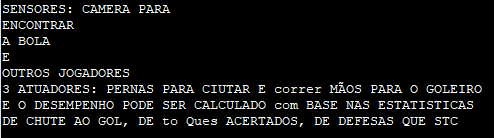 SENSORES: CAMERA PARA
ENCONTRAR
A BOLA
E
OUTROS JOGADORES
3 ATUADORES: PERNAS PARA CIUTAR E correr MÃOS PARA O GOLEIRO
E O DESEMPENHO PODE SER CALCULADO com BASE NAS ESTATISTICAS
DE CHUTE AO GOL, DE to Ques ACERTADOS, DE DEFESAS QUE STC